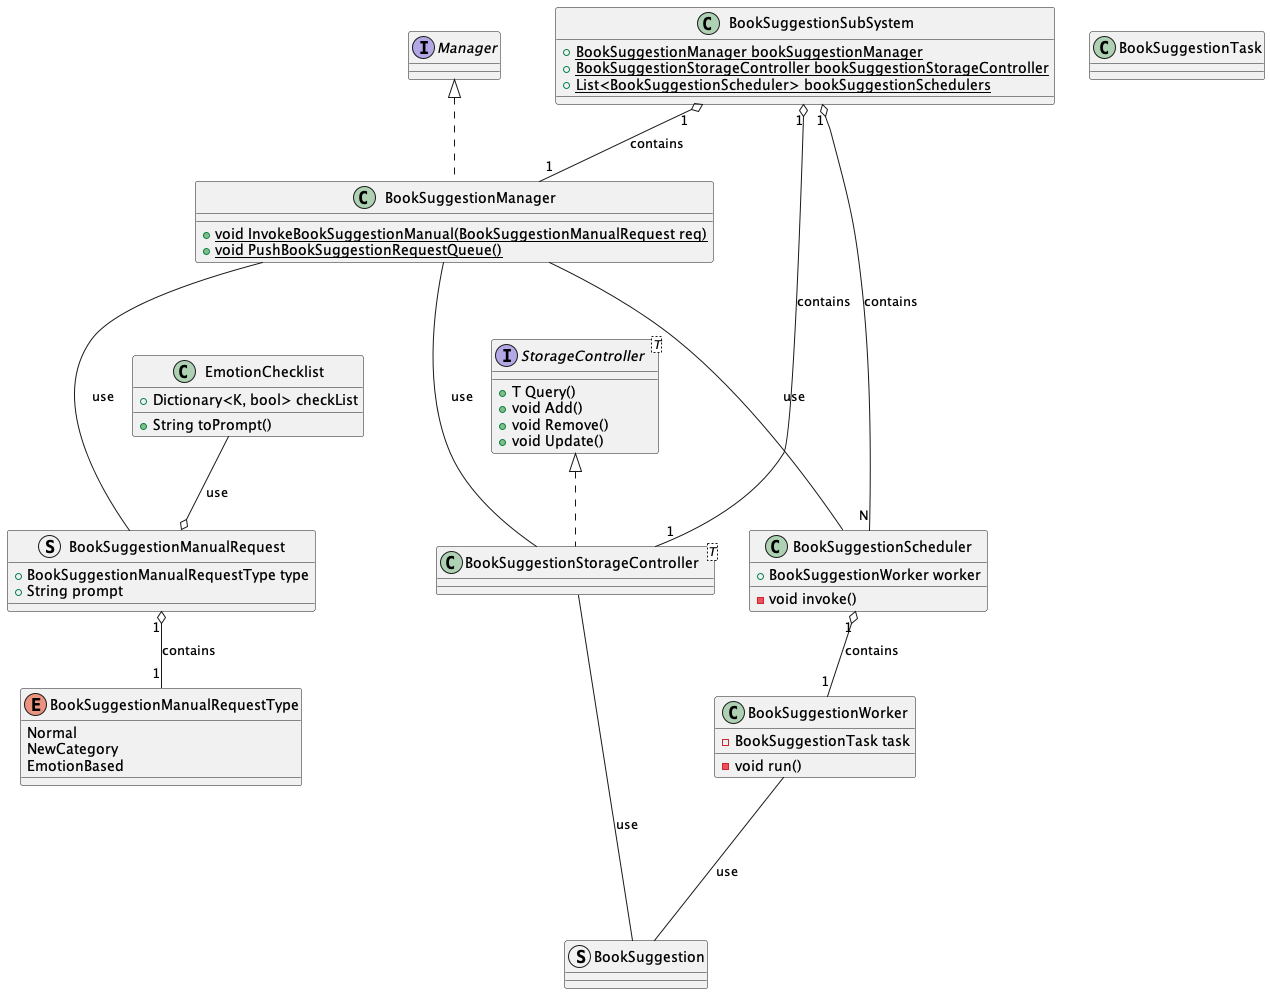 I Manager
C BookSuggestionSubSystem
BookSuggestionManager bookSuggestionManager
BookSuggestionStorageController bookSuggestionStorageController
List<BookSuggestionScheduler> bookSuggestionSchedulers
C BookSuggestionTask
1
1
1
contains
1
C BookSuggestionManager
void InvokeBookSuggestionManual(BookSuggestionManualRequest req)
void PushBookSuggestionRequestQueue()
contains
contains
I StorageController T
T Query()
void Add()
void Remove()
void Update()
C EmotionChecklist
Dictionary<K, bool> checkList
String toPrompt()
use
use
use
use
N
1
S BookSuggestionManualRequest
BookSuggestionManualRequestType type
String prompt
C BookSuggestionStorageController T
C BookSuggestionScheduler
BookSuggestionWorker worker
void invoke()
1
contains
1
1
contains
1
E BookSuggestionManualRequestType
Normal
NewCategory
EmotionBased
C BookSuggestionWorker
BookSuggestionTask task
void run()
use
use
S BookSuggestion